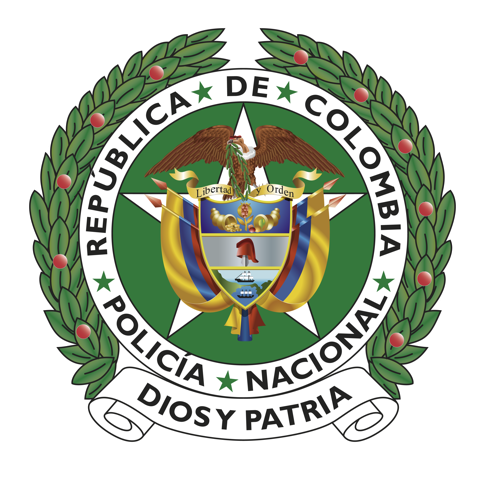 REPÚBLICA DE COLOMBIA
Libertad y Orden
POLICÍA NACIONAL
DIOS Y PATRIA